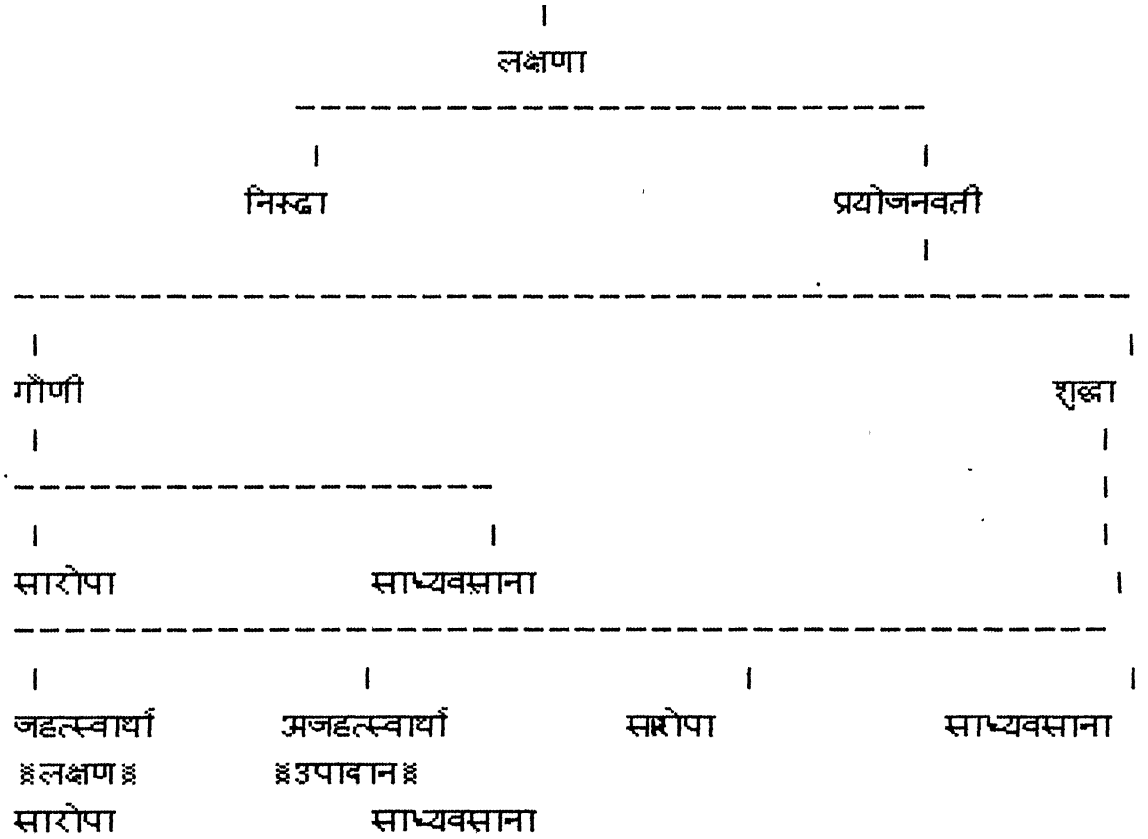 लक्षणा
निरूढा प्रयोजनवती
गौणी शुद्धा
सारोपा साध्यवसाना
जहत्स्वार्था अजहत्स्वार्था सारोपा साध्यवसाना
※लक्षण※ ※उपादान※
सारोपा साध्यवसाना